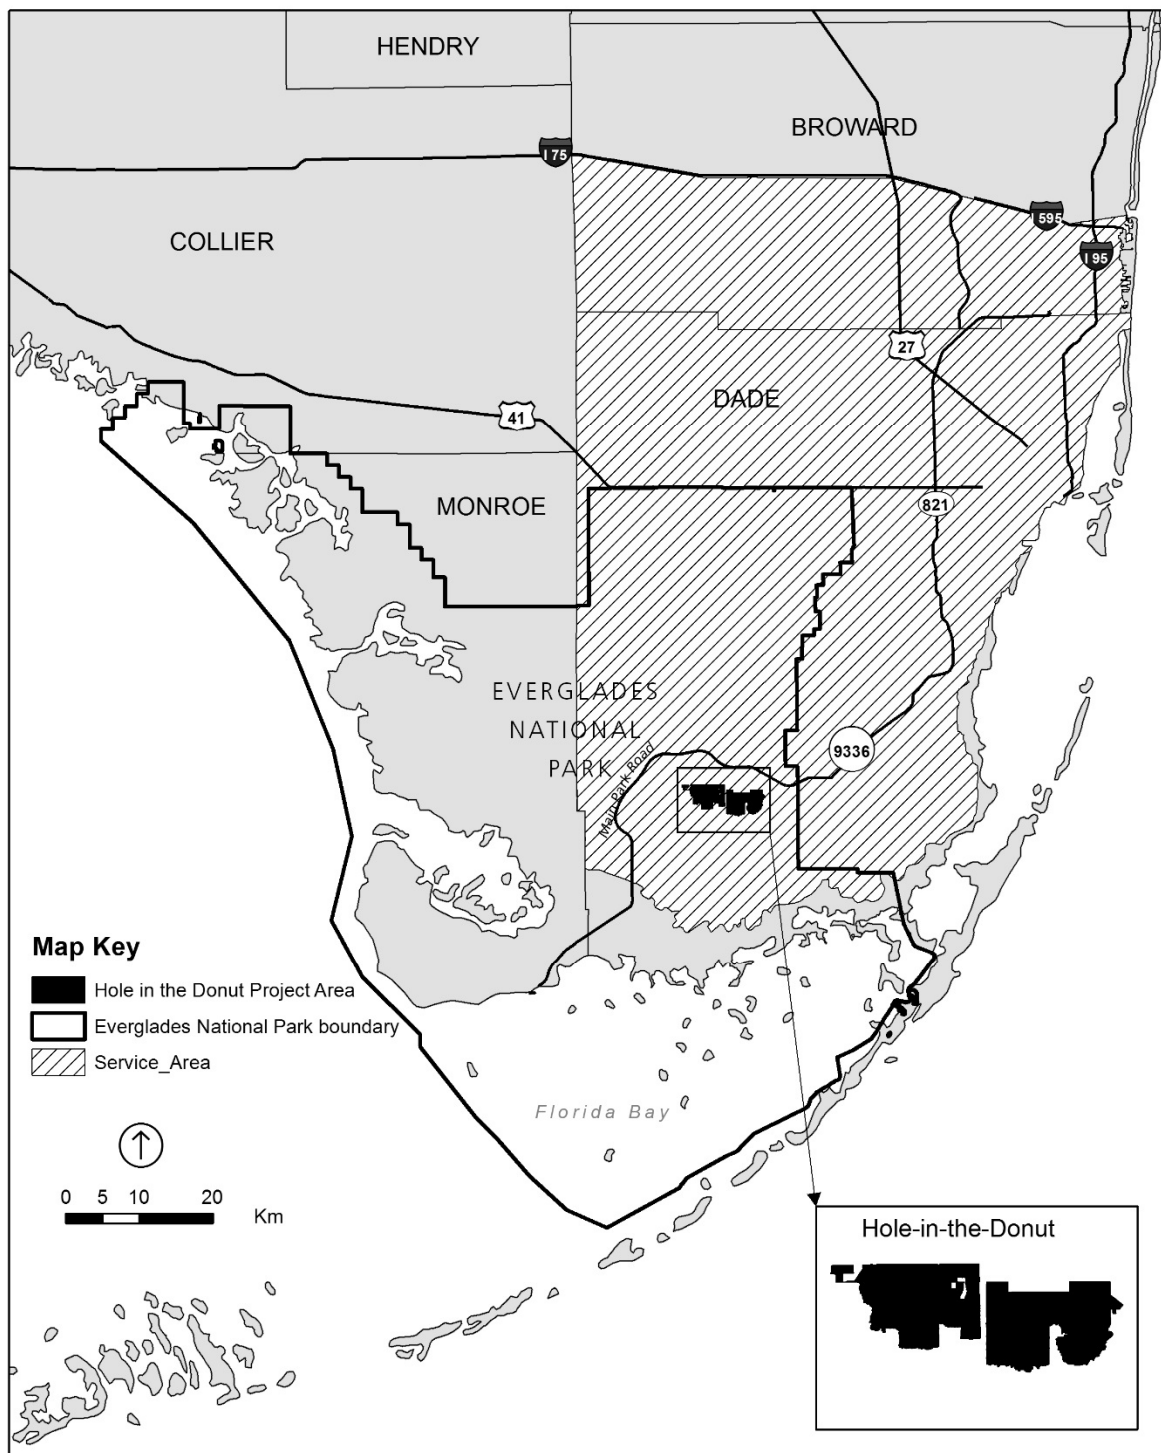 HENDRY
BROWARD
I 75
I 595
COLLIER
I 95
27
DADE
41
MONROE
821
EVERGLADES
NATIONAL
PARK
Main Park Road
9336
Map Key
Hole in the Donut Project Area
Everglades National Park boundary
Service_Area
Florida Bay
0 5 10 20
Km
Hole-in-the-Donut